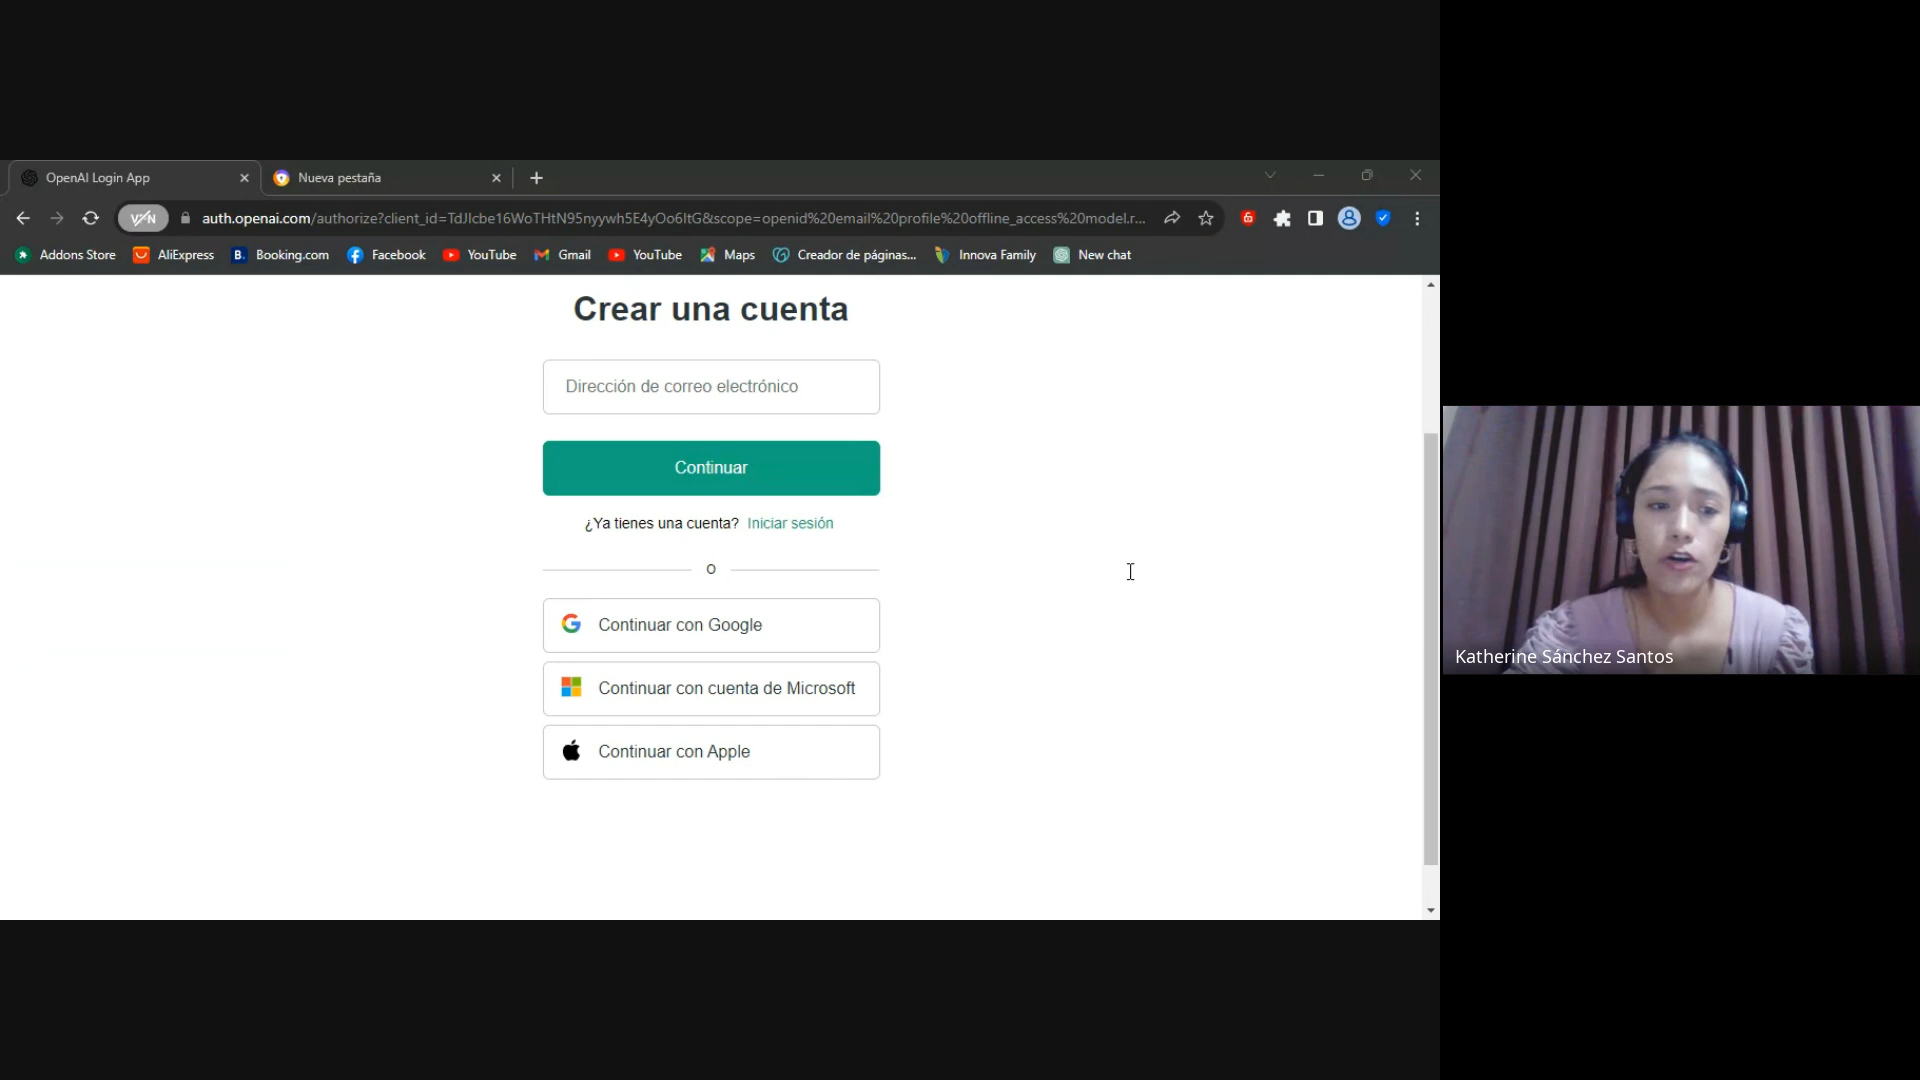 OpenAI Login App
Nueva pestaña
VPN
auth.openai.com/authorize?client_id=TdJIcbe16WoTHtN95nyywh5E4yOo6ItG&scope=openid%20email%20profile%20offline_access%20model.r...
6
Addons Store
AliExpress
B. Booking.com
Facebook
YouTube
Gmail
YouTube
Maps
Creador de páginas...
Innova Family
New chat
Crear una cuenta
Dirección de correo electrónico
Continuar
¿Ya tienes una cuenta? Iniciar sesión
O
Continuar con Google
Continuar con cuenta de Microsoft
Continuar con Apple
Katherine Sánchez Santos